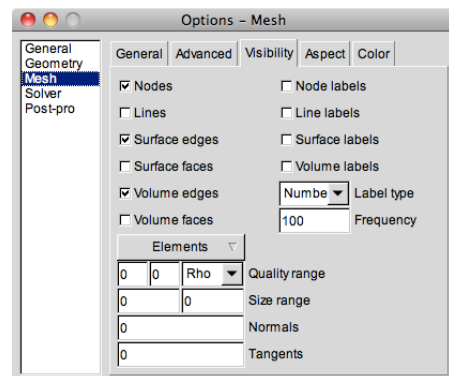 Options - Mesh
General
Geometry
Mesh
Solver
Post-pro
General Advanced Visibility Aspect Color
Nodes Node labels
Lines Line labels
Surface edges Surface labels
Surface faces Volume labels
Volume edges Numbe Label type
Volume faces 100 Frequency
Elements
0 0 Rho Quality range
0 0 Size range
0 Normals
0 Tangents